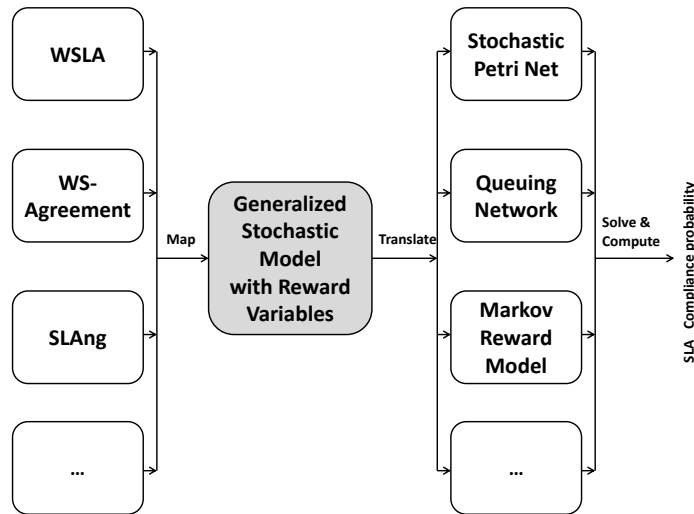 WSLA
WS-
Agreement
SLAng
...
Map
Generalized
Stochastic
Model
with Reward
Variables
Translate
Stochastic
Petri Net
Queuing
Network
Markov
Reward
Model
...
Solve &
Compute
SLA Compliance probability